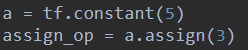 a = tf.constant(5)
assign_op = a.assign(3)